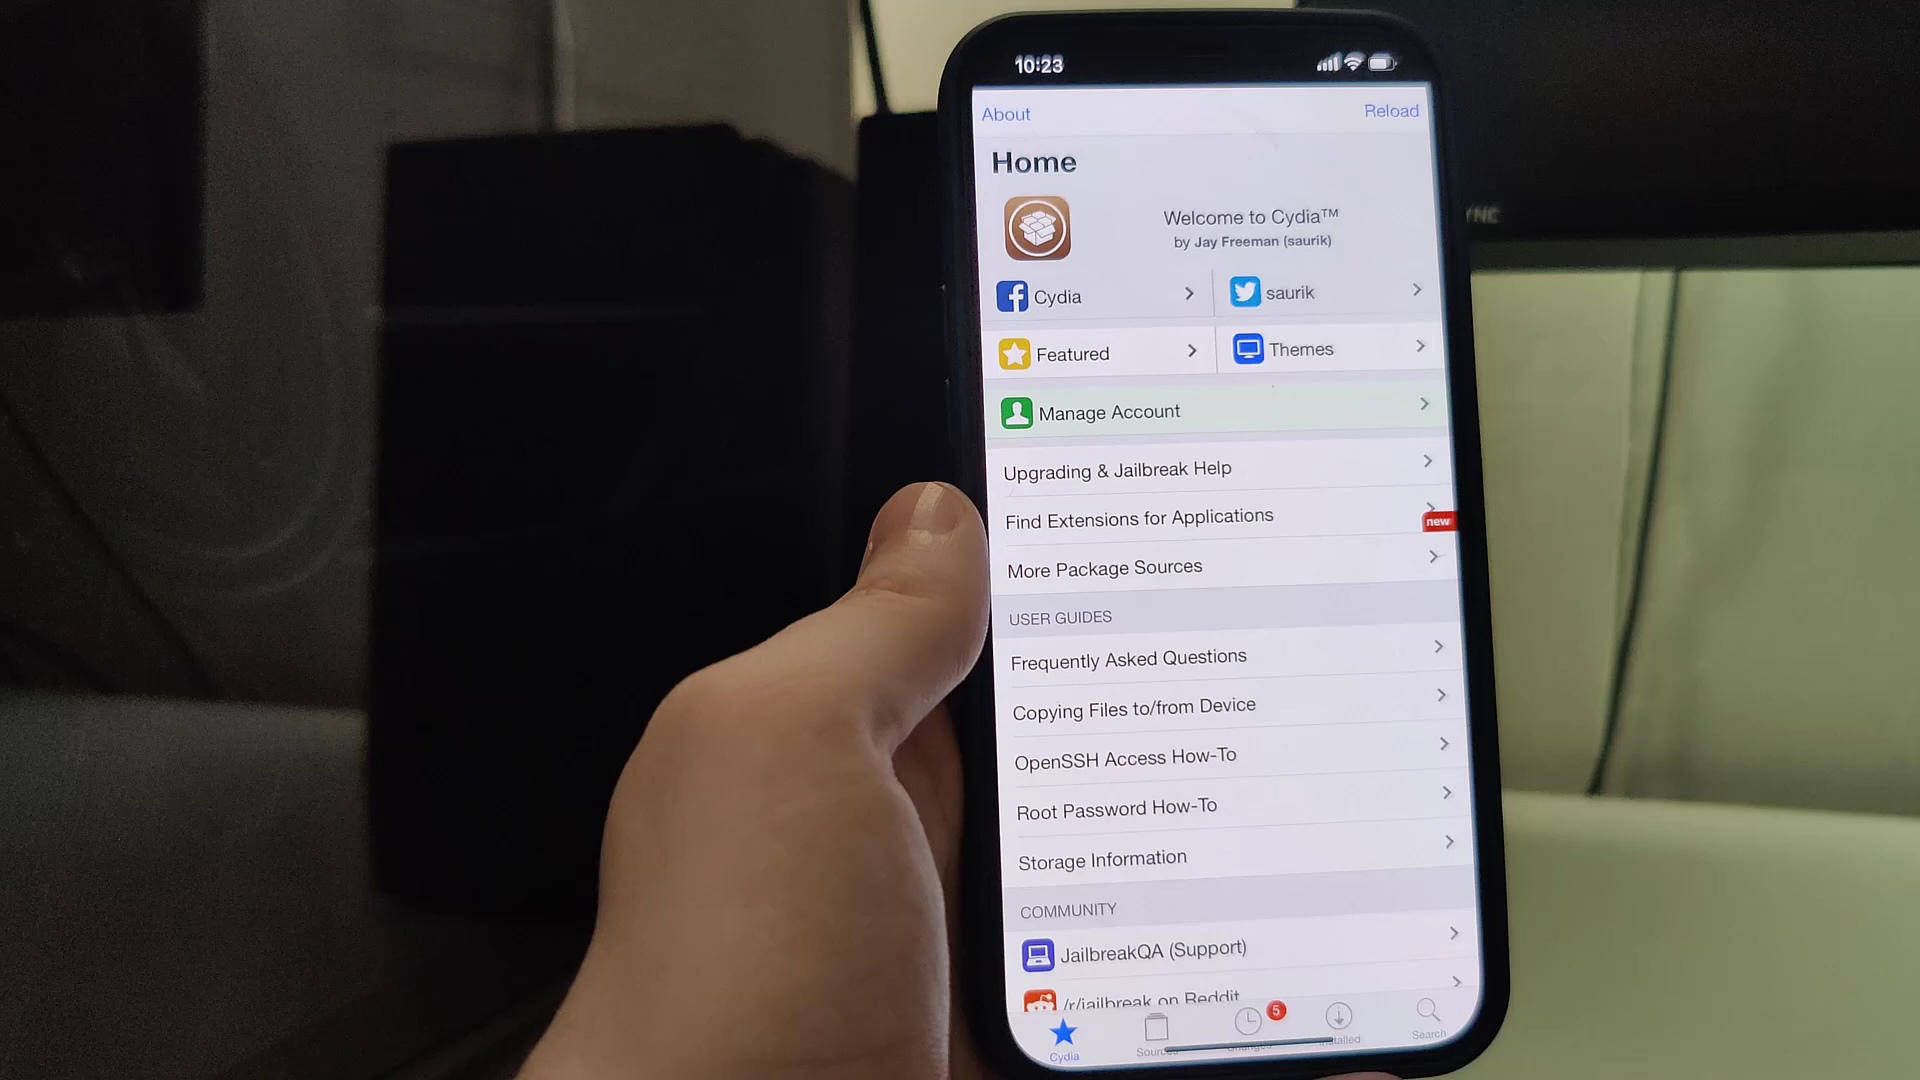 10:23
About
Reload
Home
Welcome to Cydia™
by Jay Freeman (saurik)
Cydia
saurik
Featured
Themes
Manage Account
Upgrading & Jailbreak Help
Find Extensions for Applications
new
More Package Sources
USER GUIDES
Frequently Asked Questions
Copying Files to/from Device
OpenSSH Access How-To
Root Password How-To
Storage Information
COMMUNITY
JailbreakQA (Support)
/r/jailbreak on Reddit
5
Cydia
Search
YNC